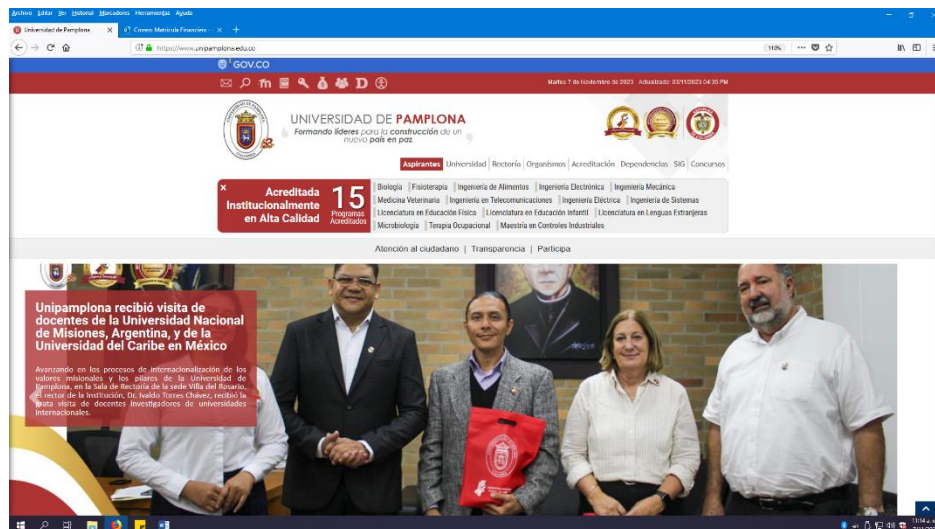 Archivo Editar Ver Historial Marcadores Herramientas Ayuda
Universidad de Pamplona
Correo: Matrícula Financiera -
https://www.unipamplona.edu.co
110%
GOV.CO
Martes 7 de Noviembre de 2023 Actualizado: 03/11/2023 04:35 PM
UNIVERSIDAD DE PAMPLONA
Formando líderes para la construcción de un
nuevo país en paz
Aspirantes Universidad Rectoría Organismos Acreditación Dependencias SIG Concursos
Acreditada
Institucionalmente
en Alta Calidad
15
Programas
Acreditados
Biología Fisioterapia Ingeniería de Alimentos Ingeniería Electrónica Ingeniería Mecánica
Medicina Veterinaria Ingeniería en Telecomunicaciones Ingeniería Eléctrica Ingeniería de Sistemas
Licenciatura en Educación Física Licenciatura en Educación Infantil Licenciatura en Lenguas Extranjeras
Microbiología Terapia Ocupacional Maestría en Controles Industriales
Atención al ciudadano | Transparencia | Participa
Unipamplona recibió visita de
docentes de la Universidad Nacional
de Misiones, Argentina, y de la
Universidad del Caribe en México
Avanzando en los procesos de internacionalización de los
valores misionales y los pilares de la Universidad de
Pamplona, en la Sala de Rectoría de la sede Villa del Rosario,
el rector de la Institución, Dr. Ivaldo Torres Chávez, recibió la
grata visita de docentes investigadores de universidades
internacionales.